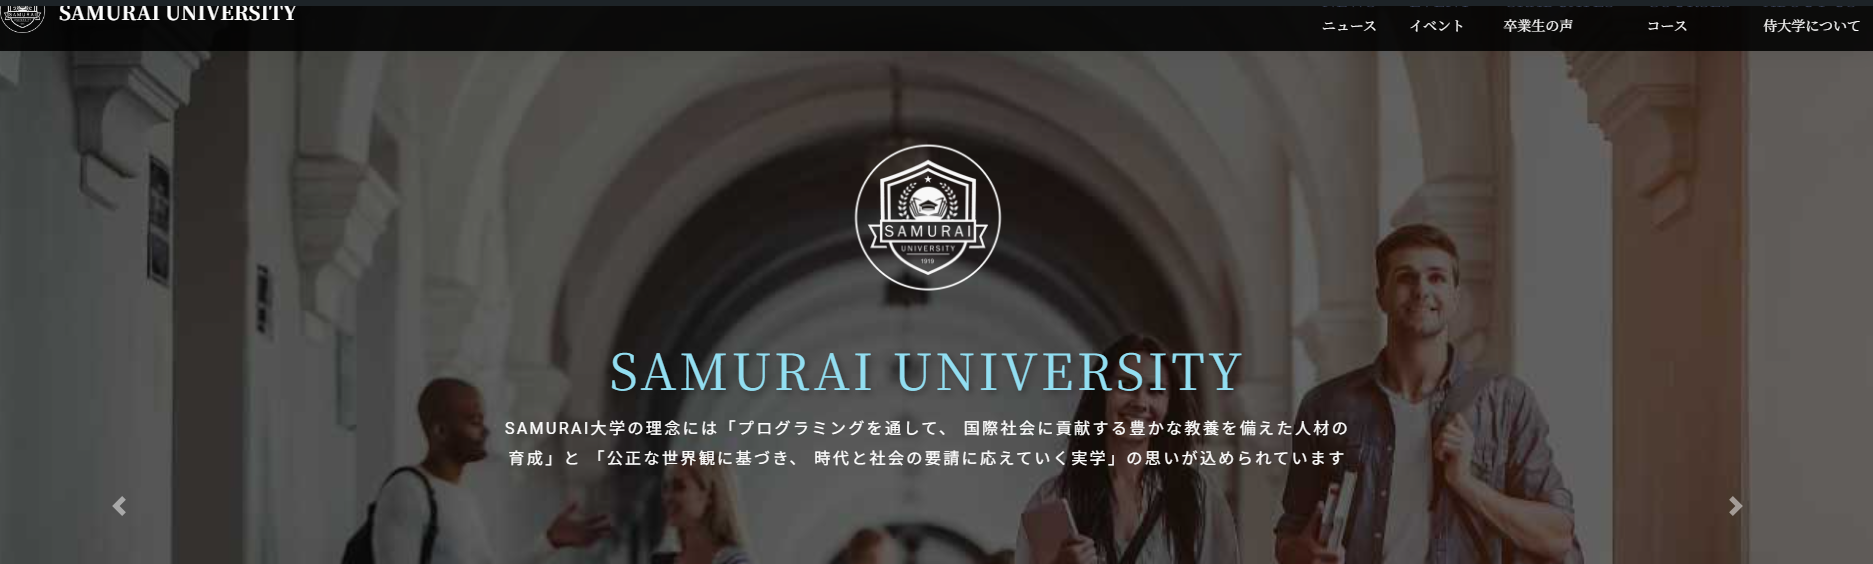 SAMURAI UNIVERSITY
ニュース イベント 卒業生の声 コース 侍大学について
SAMURAI
UNIVERSITY
1919
SAMURAI UNIVERSITY
SAMURAI大学の理念には「プログラミングを通して、 国際社会に貢献する豊かな教養を備えた人材の
育成」と 「公正な世界観に基づき、 時代と社会の要請に応えていく実学」の思いが込められています